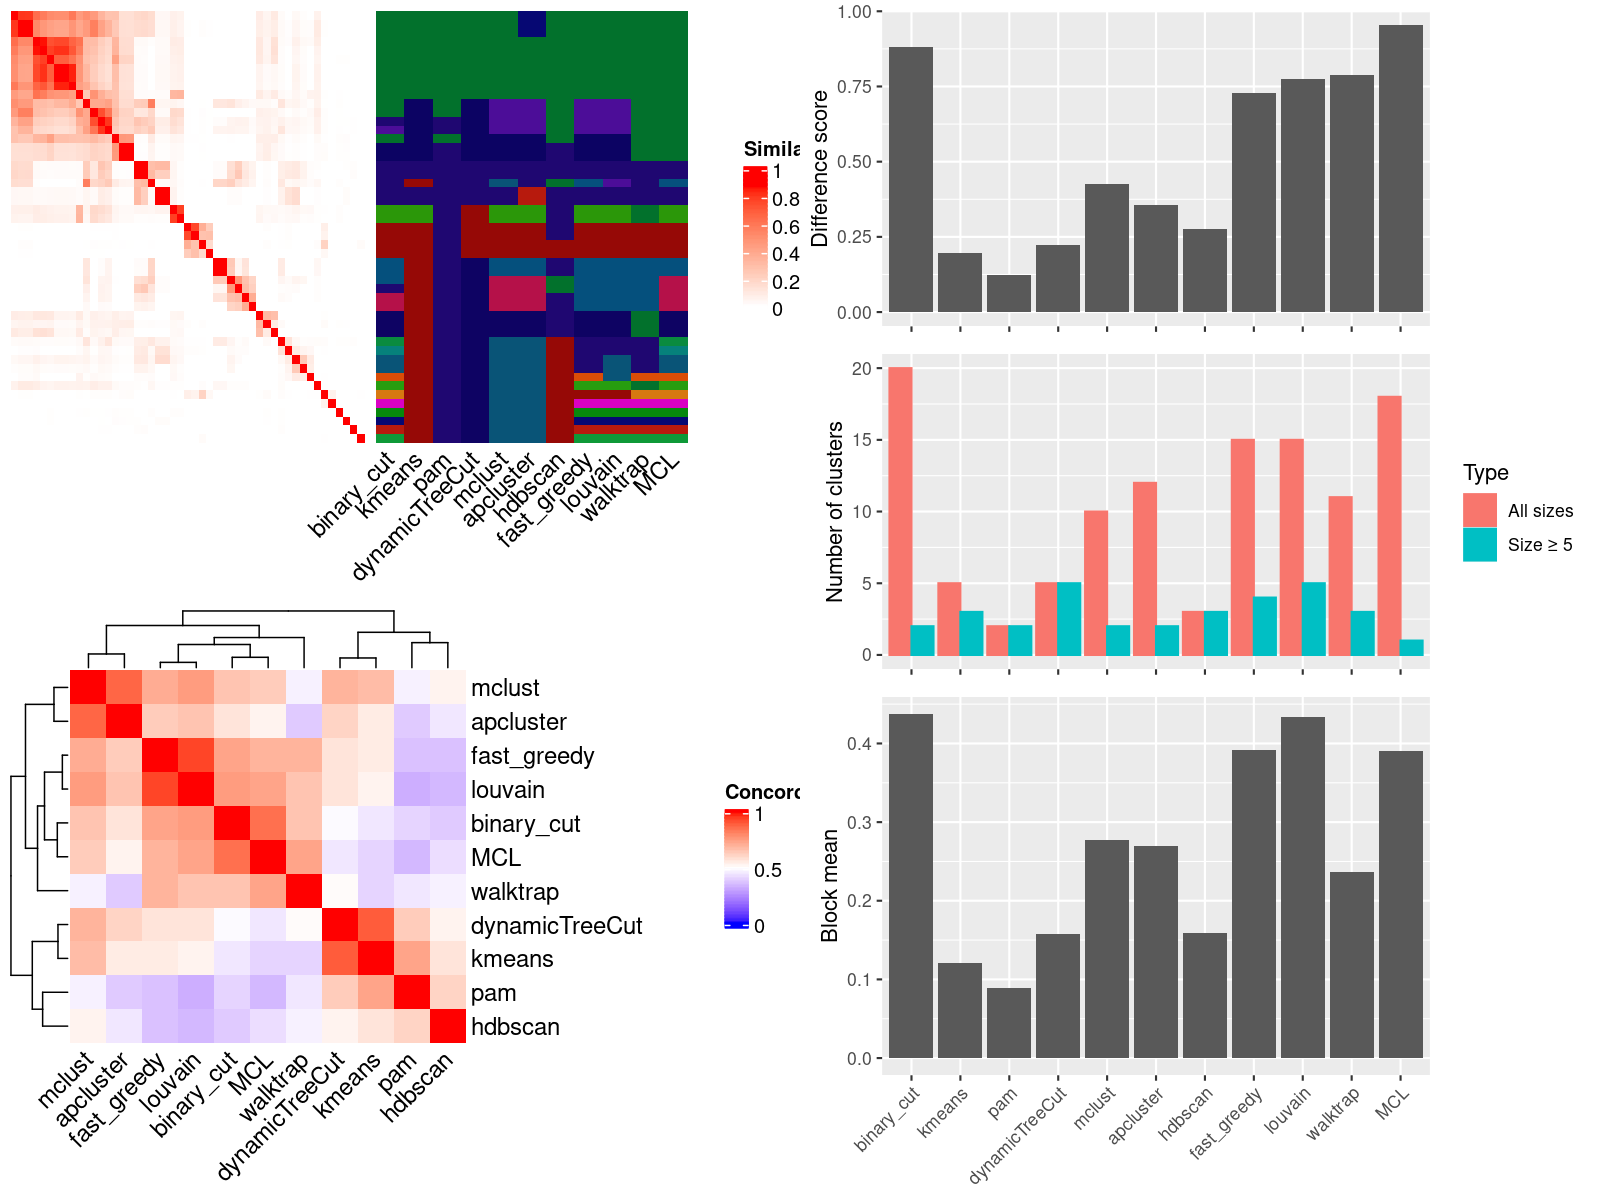 Simila
1
0.8
0.6
0.4
0.2
0
binary_cut
kmeans
pam
dynamicTreeCut
mclust
apcluster
hdbscan
fast_greedy
louvain
walktrap
MCL
mclust
apcluster
fast_greedy
louvain
binary_cut
MCL
walktrap
dynamicTreeCut
kmeans
pam
hdbscan
mclust
apcluster
fast_greedy
louvain
binary_cut
MCL
walktrap
dynamicTreeCut
kmeans
pam
hdbscan
Concord
1
0.5
0
Difference score
1.00
0.75
0.50
0.25
0.00
Number of clusters
20
15
10
5
0
Type
All sizes
Size ≥ 5
Block mean
0.4
0.3
0.2
0.1
0.0
binary_cut
kmeans
pam
dynamicTreeCut
mclust
apcluster
hdbscan
fast_greedy
louvain
walktrap
MCL